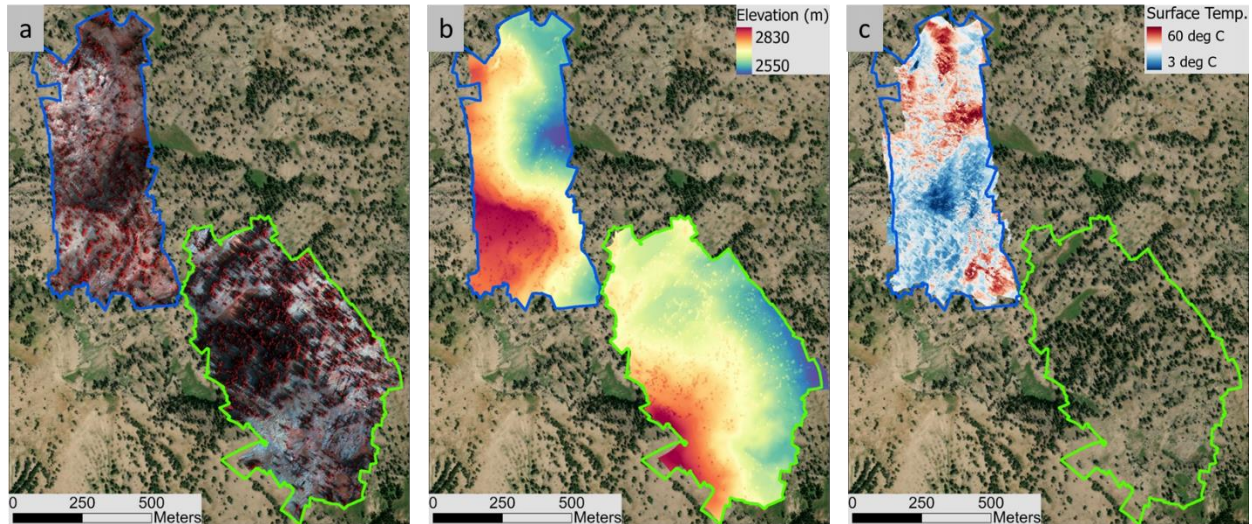 a
0 250 500
Meters
b
Elevation (m)
2830
2550
0 250 500
Meters
c
Surface Temp.
60 deg C
3 deg C
0 250 500
Meters